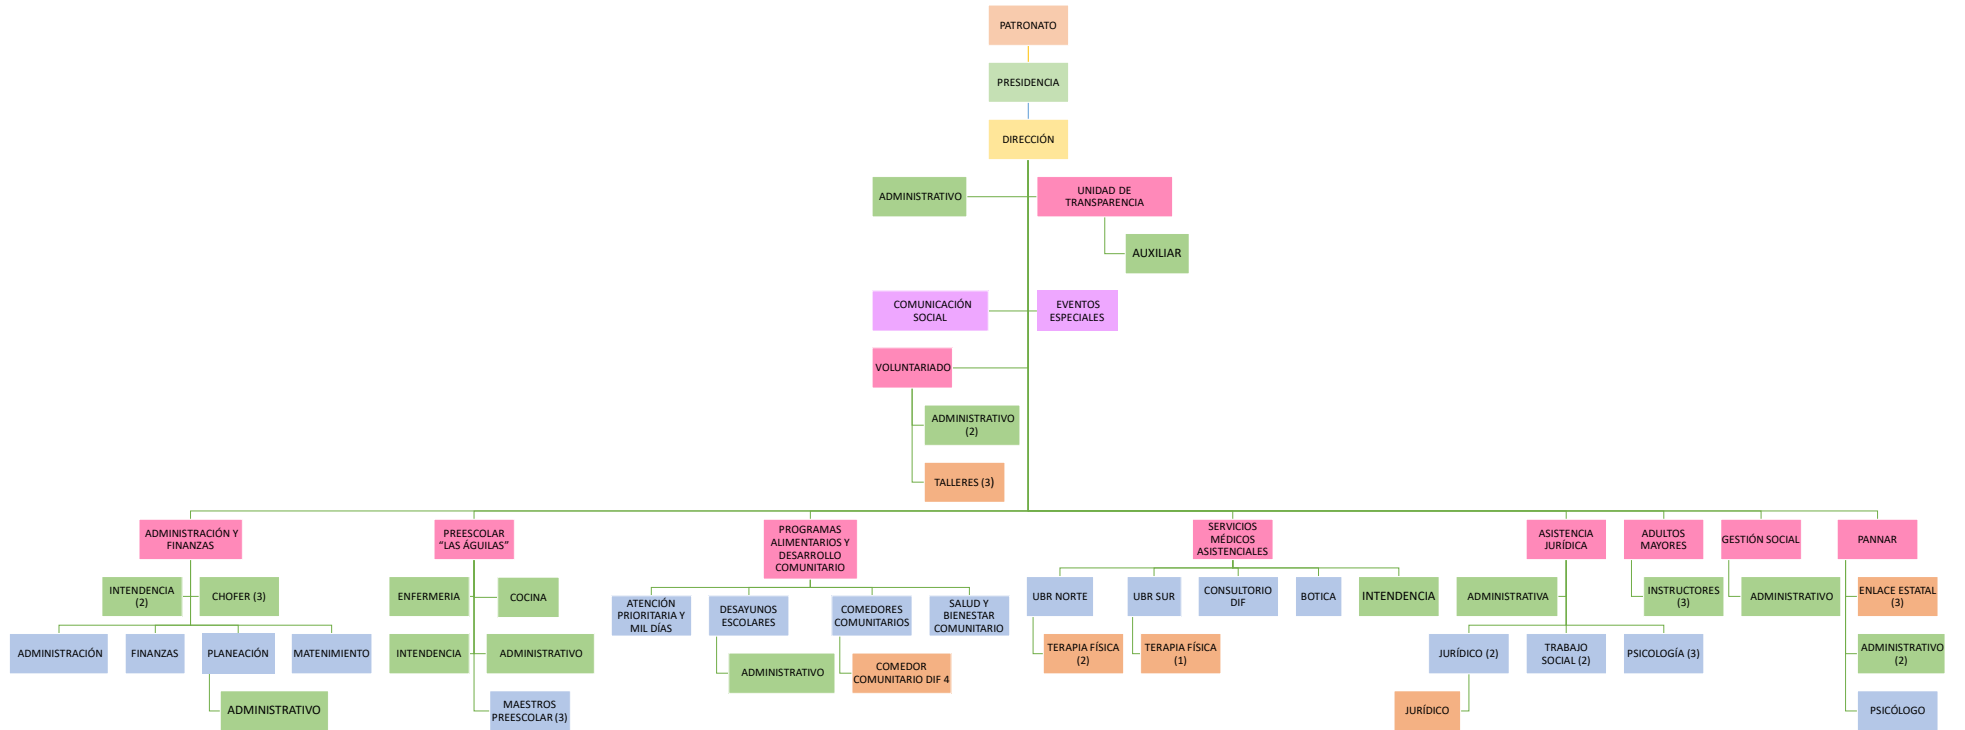 PATRONATO
PRESIDENCIA
DIRECCIÓN
ADMINISTRATIVO
UNIDAD DE
TRANSPARENCIA
AUXILIAR
COMUNICACIÓN
SOCIAL
EVENTOS
ESPECIALES
VOLUNTARIADO
ADMINISTRATIVO
(2)
TALLERES (3)
ADMINISTRACIÓN Y
FINANZAS
INTENDENCIA
(2)
CHOFER (3)
ADMINISTRACIÓN
FINANZAS
PLANEACIÓN
MATENIMIENTO
ADMINISTRATIVO
PREESCOLAR
“LAS ÁGUILAS”
ENFERMERIA
COCINA
INTENDENCIA
ADMINISTRATIVO
MAESTROS
PREESCOLAR (3)
PROGRAMAS
ALIMENTARIOS Y
DESARROLLO
COMUNITARIO
ATENCIÓN
PRIORITARIA Y
MIL DÍAS
DESAYUNOS
ESCOLARES
COMEDORES
COMUNITARIOS
SALUD Y
BIENESTAR
COMUNITARIO
ADMINISTRATIVO
COMEDOR
COMUNITARIO DIF 4
SERVICIOS
MÉDICOS
ASISTENCIALES
UBR NORTE
UBR SUR
CONSULTORIO
DIF
BOTICA
INTENDENCIA
TERAPIA FÍSICA
(2)
TERAPIA FÍSICA
(1)
ASISTENCIA
JURÍDICA
ADMINISTRATIVA
JURÍDICO (2)
TRABAJO
SOCIAL (2)
PSICOLOGÍA (3)
JURÍDICO
ADULTOS
MAYORES
INSTRUCTORES
(3)
GESTIÓN SOCIAL
ADMINISTRATIVO
PANNAR
ENLACE ESTATAL
(3)
ADMINISTRATIVO
(2)
PSICÓLOGO